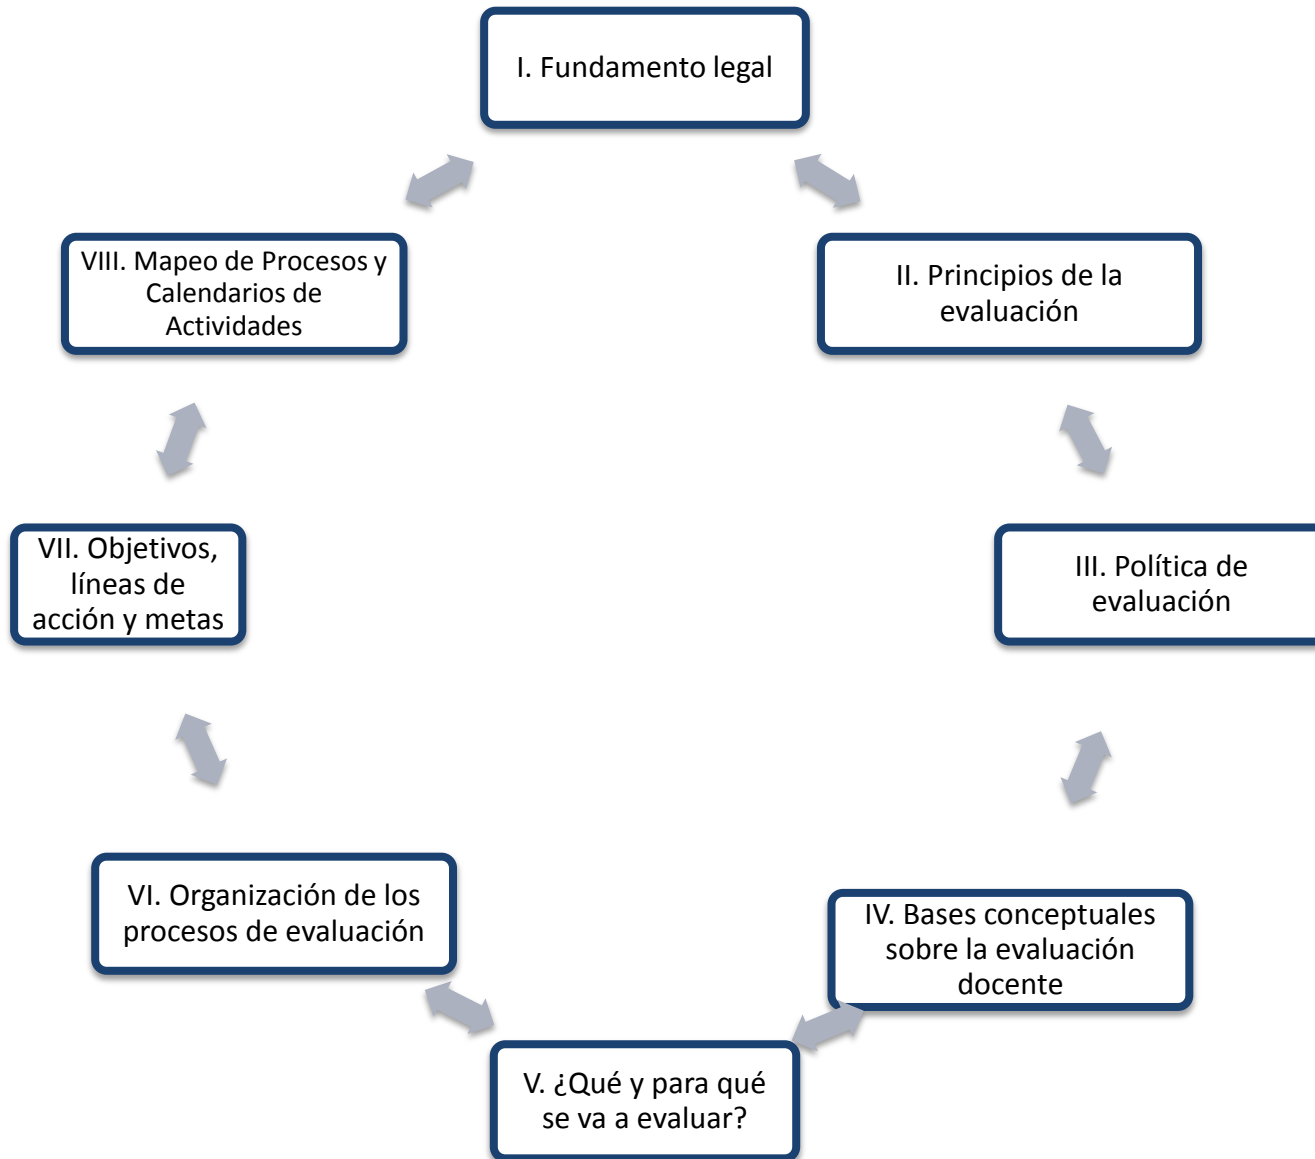 I. Fundamento legal
II. Principios de la
evaluación
III. Política de
evaluación
IV. Bases conceptuales
sobre la evaluación
docente
V. ¿Qué y para qué
se va a evaluar?
VI. Organización de los
procesos de evaluación
VII. Objetivos,
líneas de
acción y metas
VIII. Mapeo de Procesos y
Calendarios de
Actividades